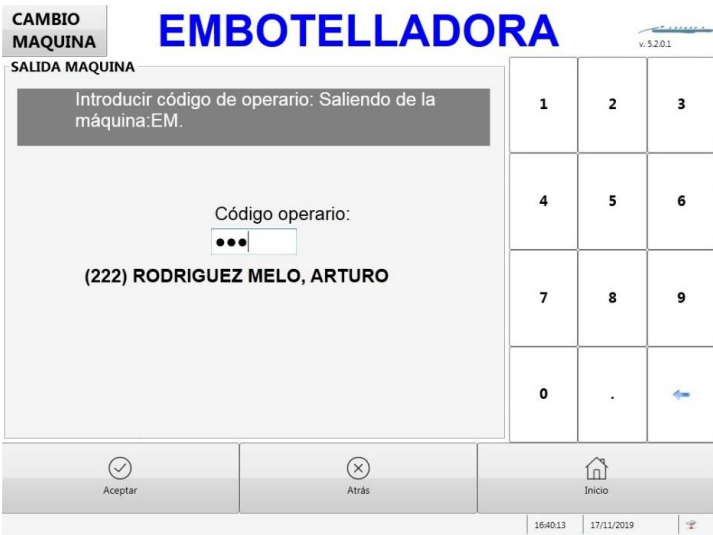 CAMBIO
MAQUINA
EMBOTELLADORA
v. 5.2.0.1
SALIDA MAQUINA
Introducir código de operario: Saliendo de la
máquina:EM.
Código operario:
●●●
(222) RODRIGUEZ MELO, ARTURO
1 2 3
4 5 6
7 8 9
0 .
Aceptar Atrás Inicio
16:40:13 17/11/2019